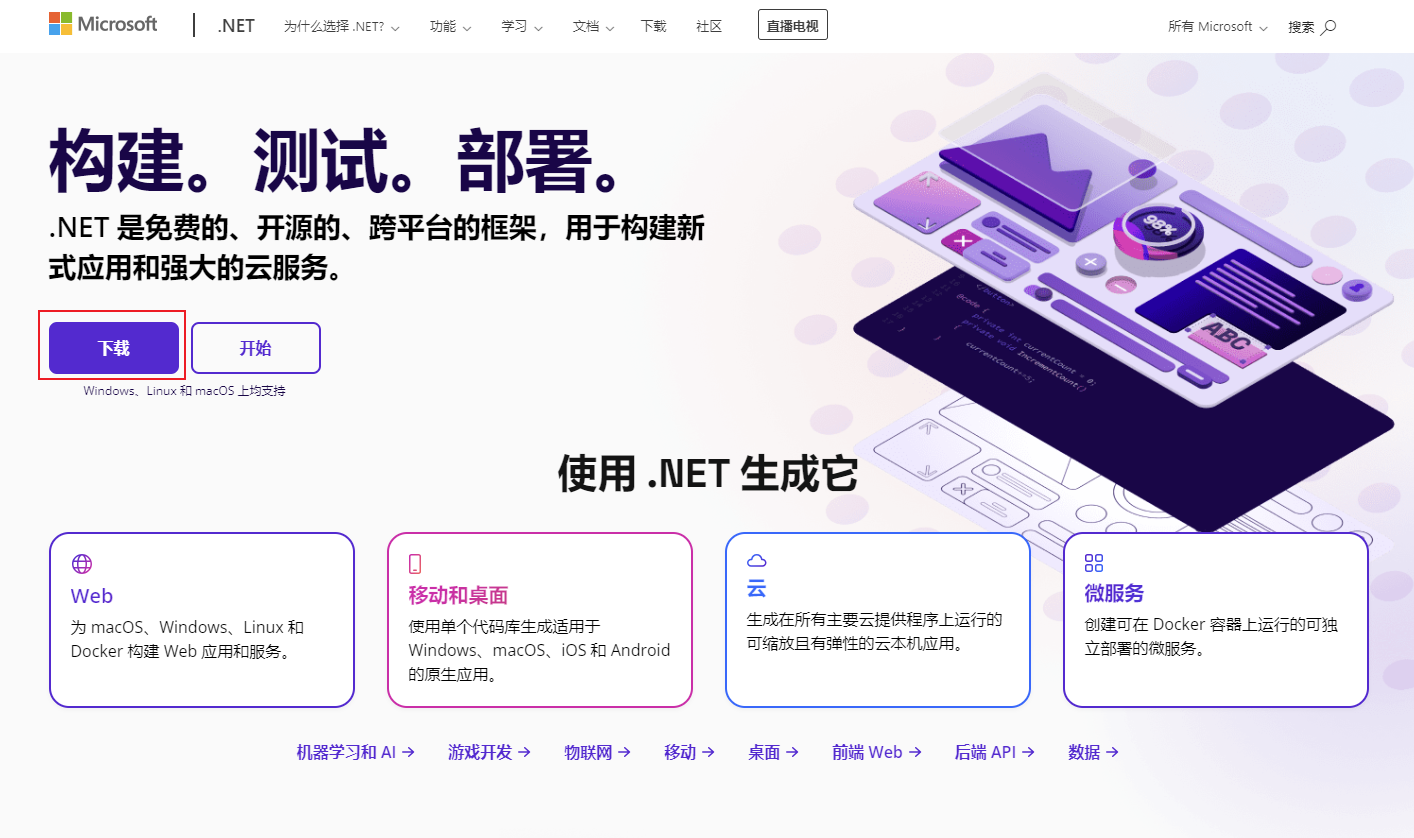 Microsoft
.NET
为什么选择 .NET?
功能
学习
文档
下载
社区
直播电视
所有 Microsoft
搜索
构建。测试。部署。
.NET 是免费的、开源的、跨平台的框架，用于构建新
式应用和强大的云服务。
下载
开始
Windows、Linux 和 macOS 上均支持
98%
ABC
</button>
@code {
private int currentCount = 0;
private void IncrementCount()
{
currentCount++;
}
}
使用 .NET 生成它
Web
为 macOS、Windows、Linux 和
Docker 构建 Web 应用和服务。
移动和桌面
使用单个代码库生成适用于
Windows、macOS、iOS 和 Android
的原生应用。
云
生成在所有主要云提供程序上运行的
可缩放且有弹性的云本机应用。
微服务
创建可在 Docker 容器上运行的可独
立部署的微服务。
机器学习和 AI →
游戏开发 →
物联网 →
移动 →
桌面 →
前端 Web →
后端 API →
数据 →